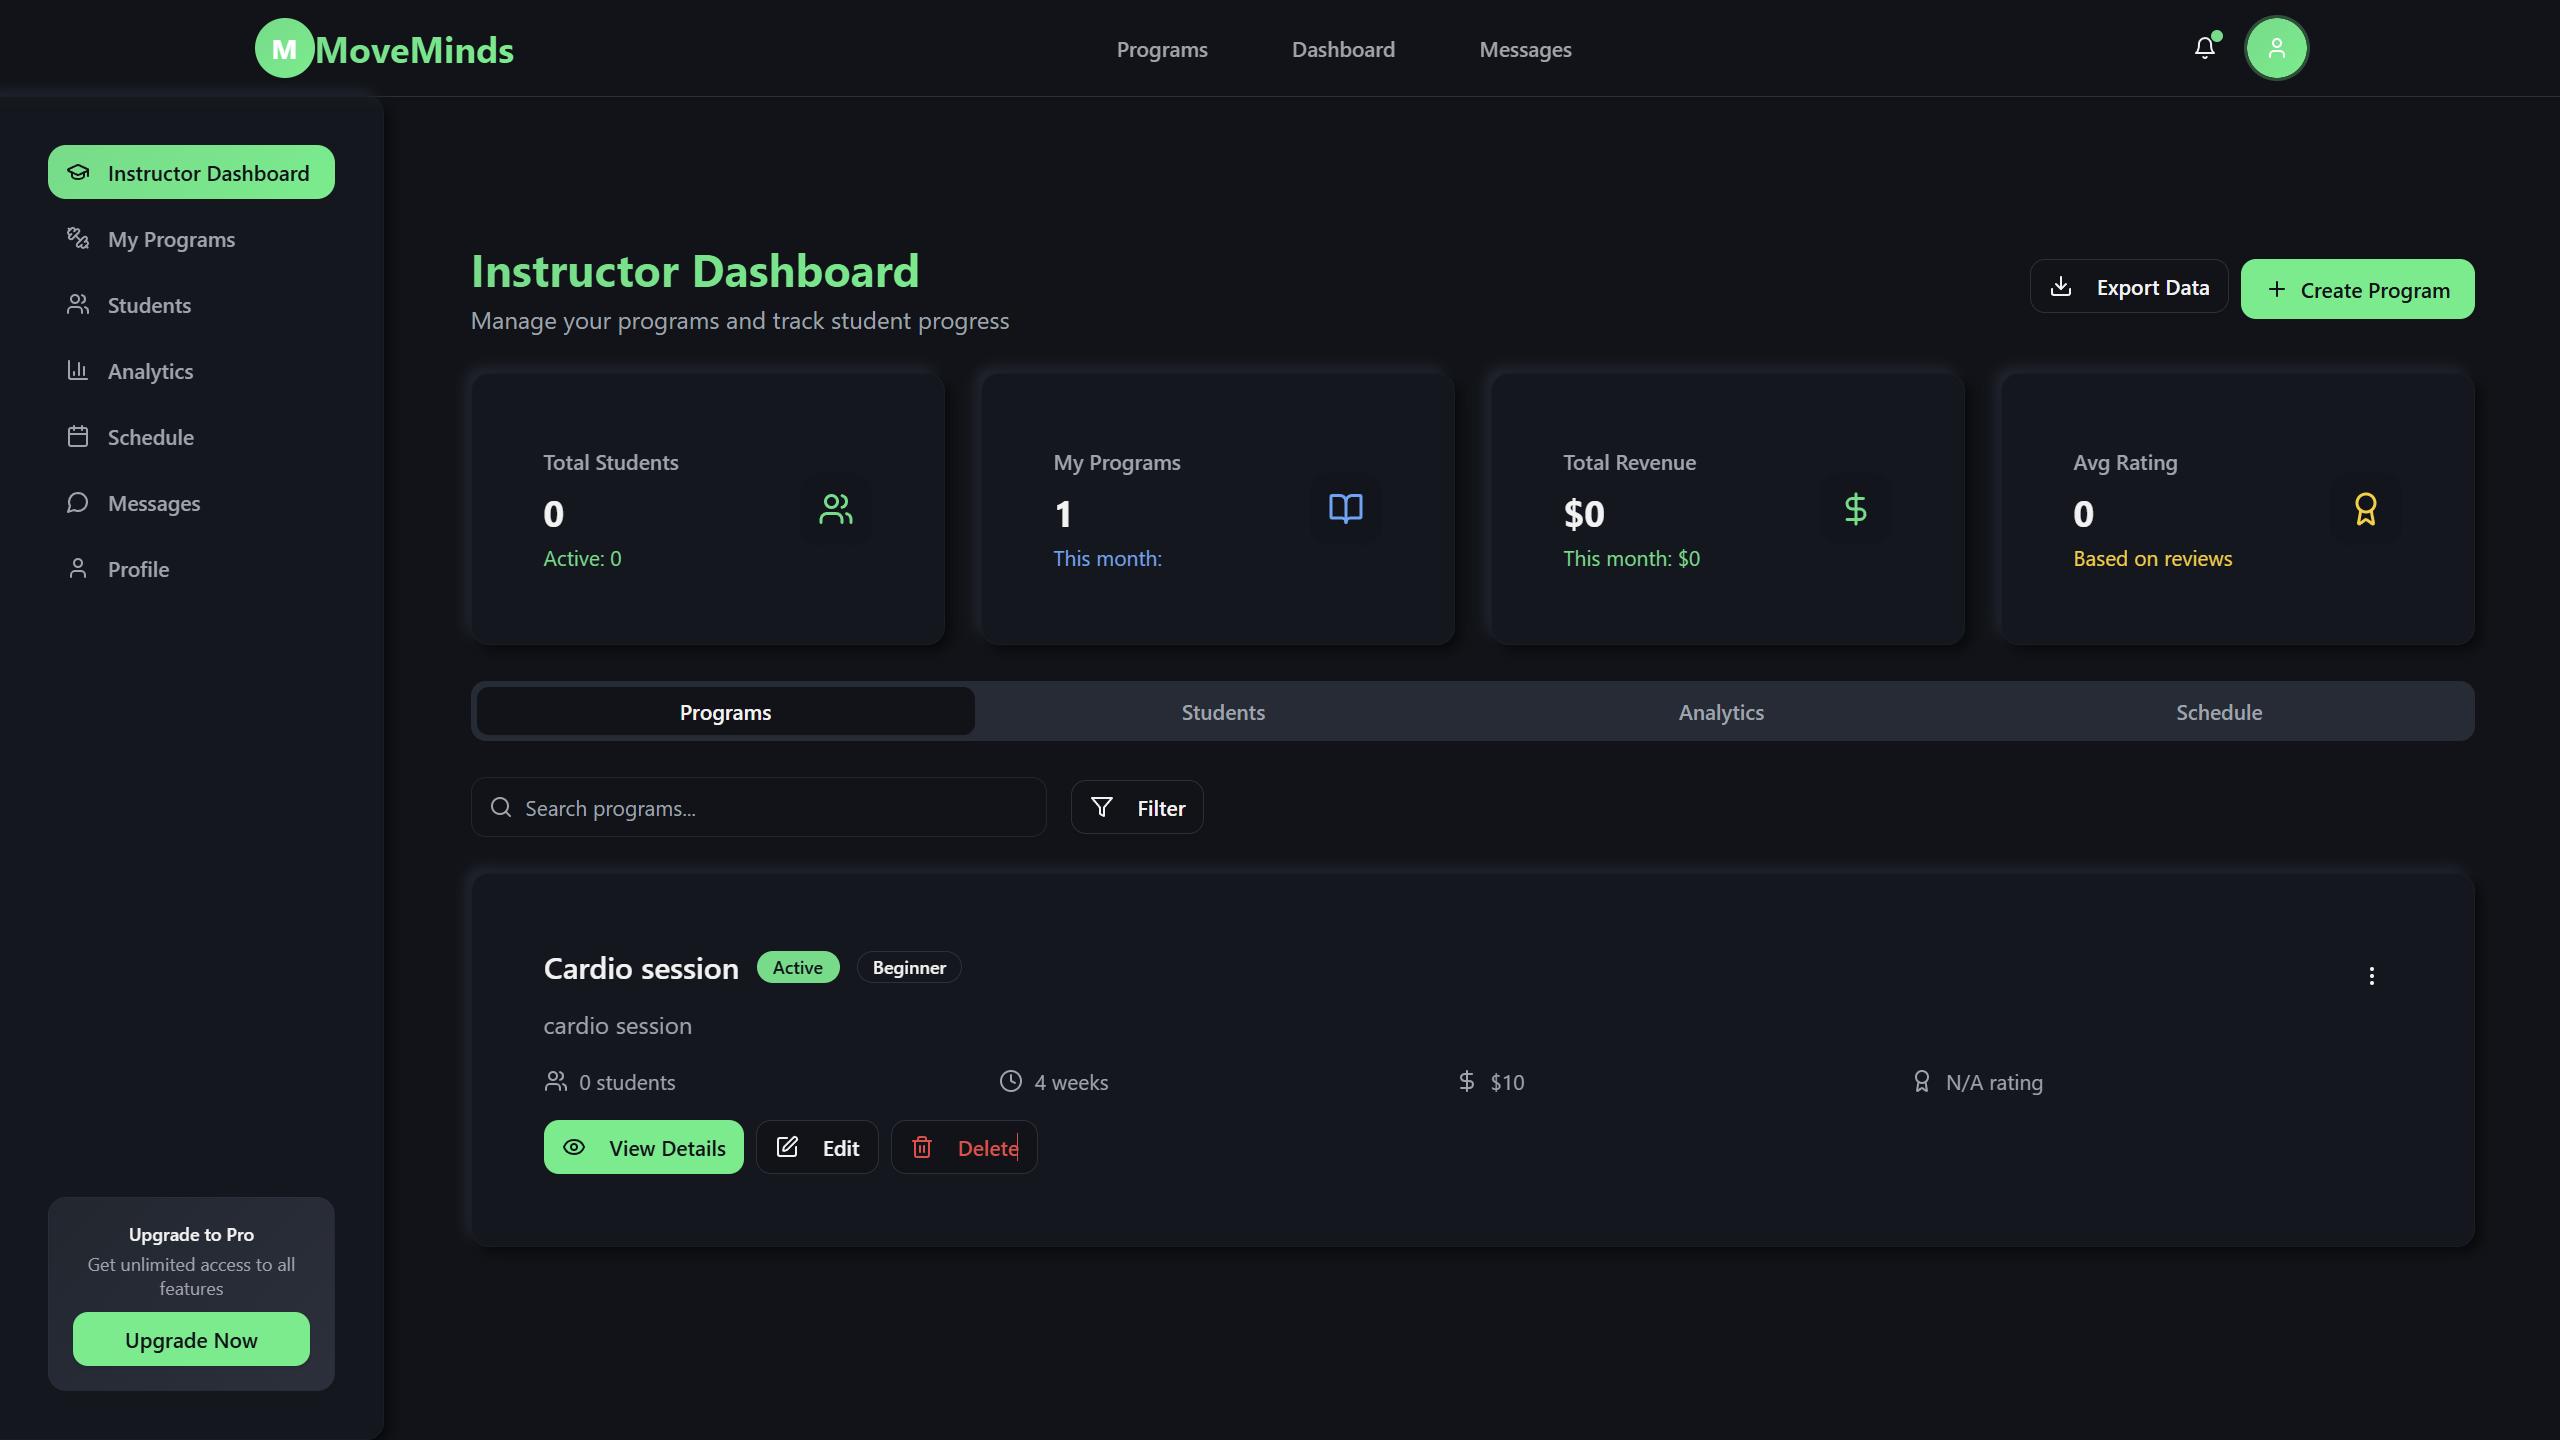 M MoveMinds
Programs Dashboard Messages
Instructor Dashboard
My Programs
Students
Analytics
Schedule
Messages
Profile
Upgrade to Pro
Get unlimited access to all
features
Upgrade Now
Instructor Dashboard
Manage your programs and track student progress
Export Data
Create Program
Total Students
0
Active: 0
My Programs
1
This month:
Total Revenue
$0
This month: $0
Avg Rating
0
Based on reviews
Programs Students Analytics Schedule
Search programs...
Filter
Cardio session Active Beginner
cardio session
0 students 4 weeks $10 N/A rating
View Details Edit Delete